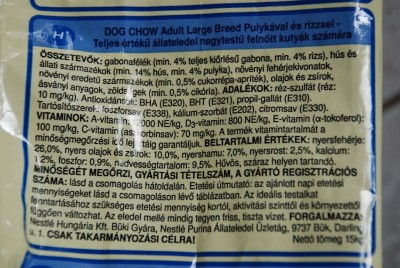 H
DOG CHOW Adult Large Breed Pulykával és rizzsel -
Teljes értékű állateledel nagytestű felnőtt kutyák számára
ÖSSZETEVŐK: gabonafélék (min. 4% teljes kiőrlésű gabona, min. 4% rizs), hús és
állati származékok (min. 14% hús, min. 4% pulyka), növényi fehérjekivonatok,
növényi eredetű származékok (min. 0,5% cukorrépa-apríték), olajok és zsírok,
ásványi anyagok, zöldségek (min. 0,5% cikória). ADALÉKOK: réz-szulfát (réz:
10 mg/kg), Antioxidánsok: BHA (E320), BHT (E321), propil-gallát (E310),
Tartósítószerek: foszforsav (E338), kálium-szorbát (E202), citromsav (E330).
VITAMINOK: A-vitamin, 000 NE/kg, D3-vitamin: 800 NE/kg, E-vitamin (α-tokoferol):
100 mg/kg, C-vitamin (aszkorbinsav): 70 mg/kg. A termék vitamintartalmát a
minőségmegőrzési idő lejártáig garantáljuk. BELTARTALMI ÉRTÉKEK: nyersfehérje:
26,0%, nyers olajok és zsírok: 10,0%, nyershamu: 7,0%, nyersrost: 2,5%, kalcium:
1,2%, foszfor: 0,9%, nedvességtartalom: 9,5%. Hűvös, száraz helyen tartandó.
MINŐSÉGÉT MEGŐRZI, GYÁRTÁSI TÉTELSZÁM, A GYÁRTÓ REGISZTRÁCIÓS
SZÁMA: lásd a csomagolás hátoldalán. Etetési útmutató: az ajánlott napi etetési
mennyiségeket lásd a csomagoláson lévő táblázatban. Az ideális testalkat
fenntartásához szükséges etetési mennyiség kortól, aktivitási szinttől és környezettől
függően változhat. Az eledel mellé mindig tegyen friss, tiszta vizet. FORGALMAZZA:
Nestlé Hungária Kft. Büki Gyára, Nestlé Purina Állateledel Üzletág, 9737 Bük, Darling
u. 1. CSAK TAKARMÁNYOZÁSI CÉLRA!
Nettó tömeg 15kg